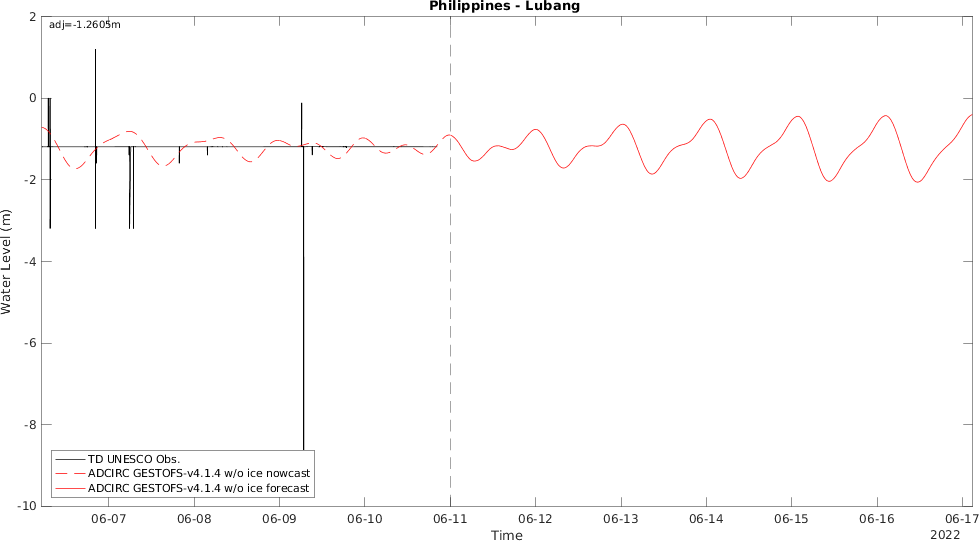 Philippines - Lubang
adj=-1.2605m
2
0
-2
-4
-6
-8
-10
Water Level (m)
TD UNESCO Obs.
ADCIRC GESTOFS-v4.1.4 w/o ice nowcast
ADCIRC GESTOFS-v4.1.4 w/o ice forecast
06-07 06-08 06-09 06-10 06-11 06-12 06-13 06-14 06-15 06-16 06-17
Time
2022